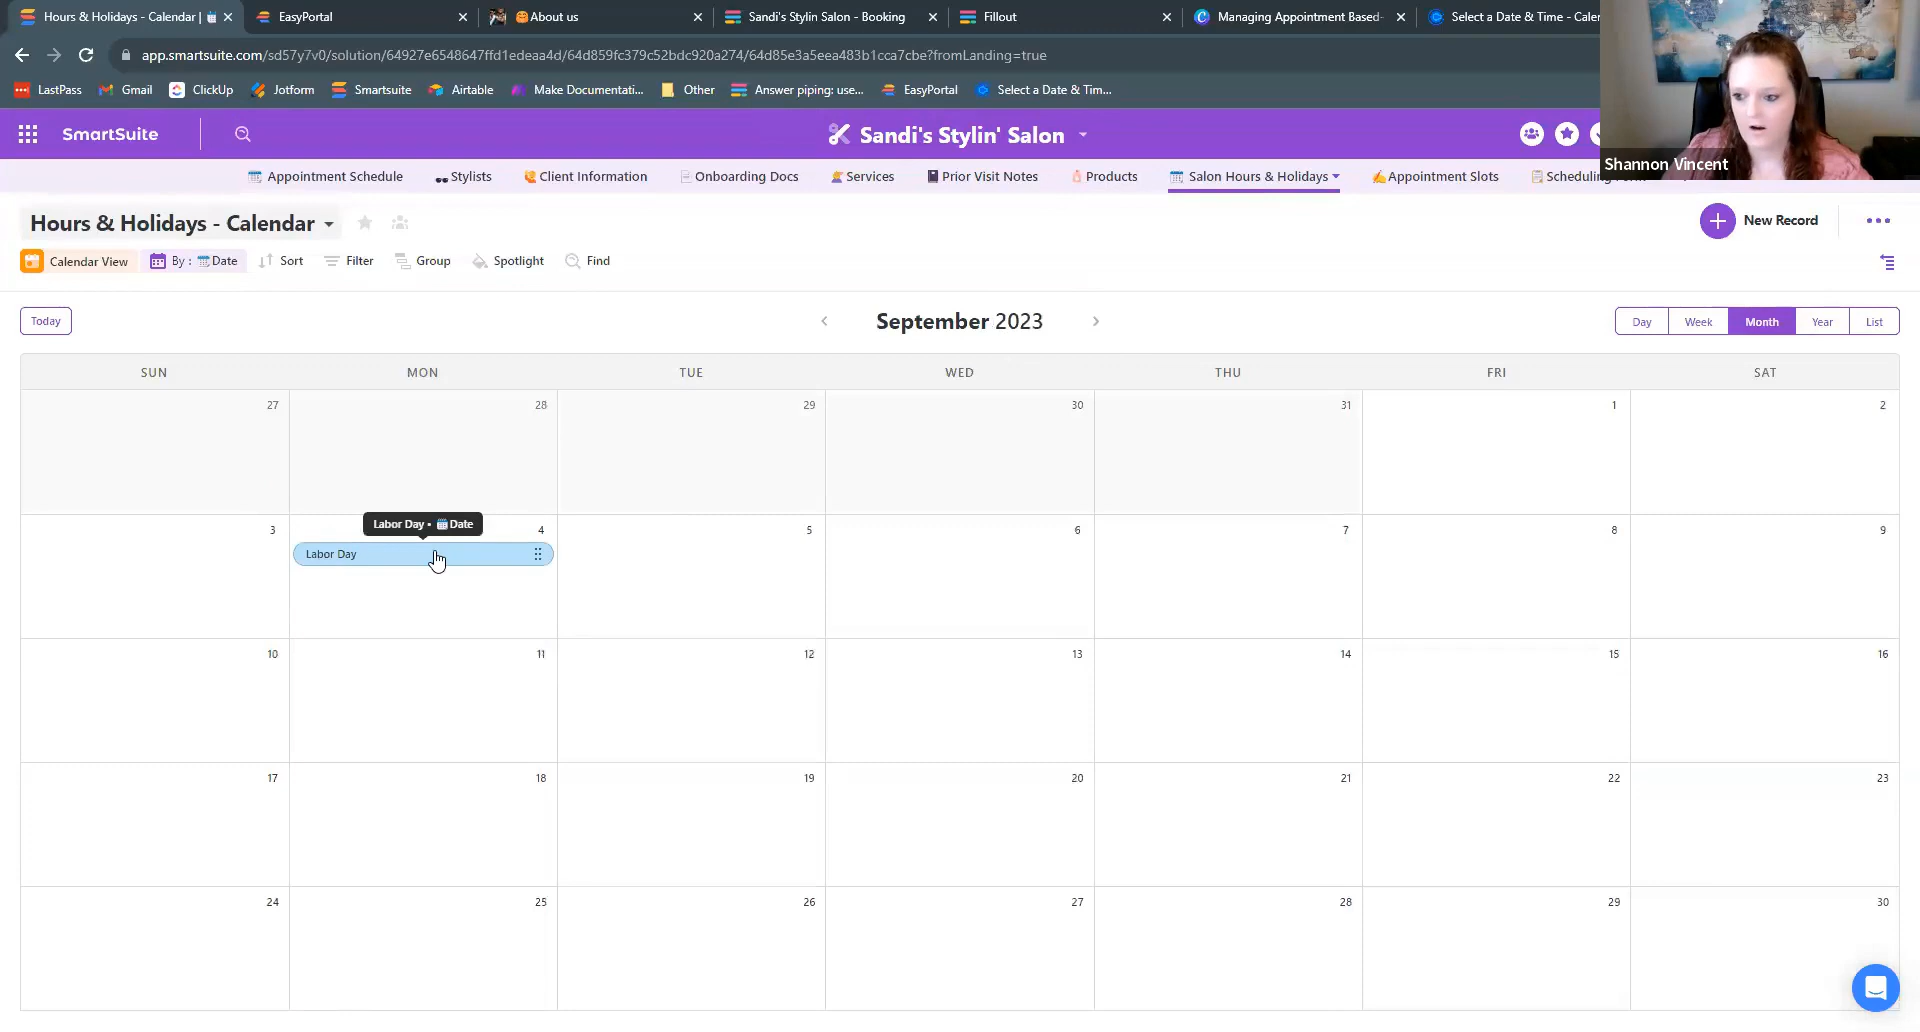 Hours & Holidays - Calendar |
EasyPortal
About us
Sandi's Stylin Salon - Booking
Fillout
Managing Appointment Based-
Select a Date & Time - Calen
app.smartsuite.com/sd57y7v0/solution/64927e6548647ffd1edeaa4d/64d859fc379c52bdc920a274/64d85e3a5eea483b1cca7cbe?fromLanding=true
LastPass Gmail ClickUp Jotform Smartsuite Airtable Make Documentati... Other Answer piping: use... EasyPortal Select a Date & Tim...
SmartSuite
Sandi's Stylin' Salon
Shannon Vincent
Appointment Schedule Stylists Client Information Onboarding Docs Services Prior Visit Notes Products Salon Hours & Holidays Appointment Slots Scheduling
Hours & Holidays - Calendar
New Record
Calendar View By : Date Sort Filter Group Spotlight Find
Today
September 2023
Day Week Month Year List
SUN MON TUE WED THU FRI SAT
27 28 29 30 31 1 2
Labor Day • Date
3 4 5 6 7 8 9
Labor Day
10 11 12 13 14 15 16
17 18 19 20 21 22 23
24 25 26 27 28 29 30